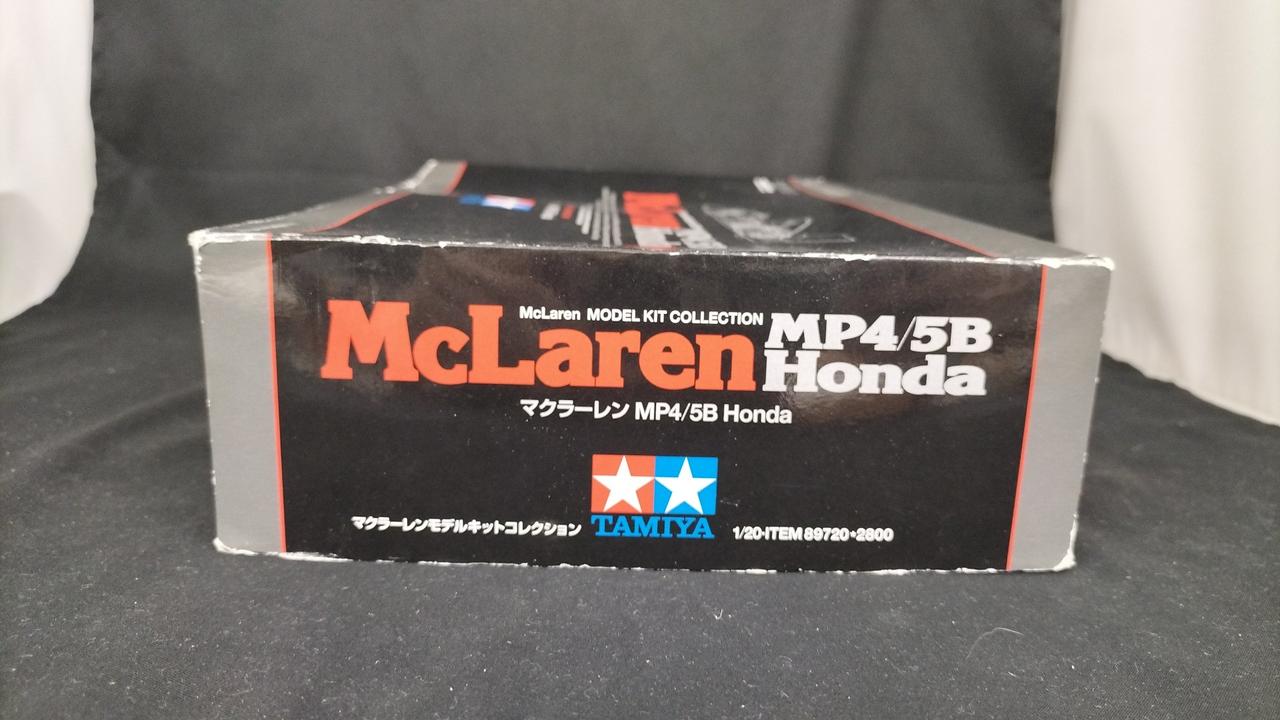 McLaren MODEL KIT COLLECTION
McLaren MP4/5B
Honda
マクラーレン MP4/5B Honda
TAMIYA
マクラーレンモデルキットコレクション
1/20・ITEM 89720★2800